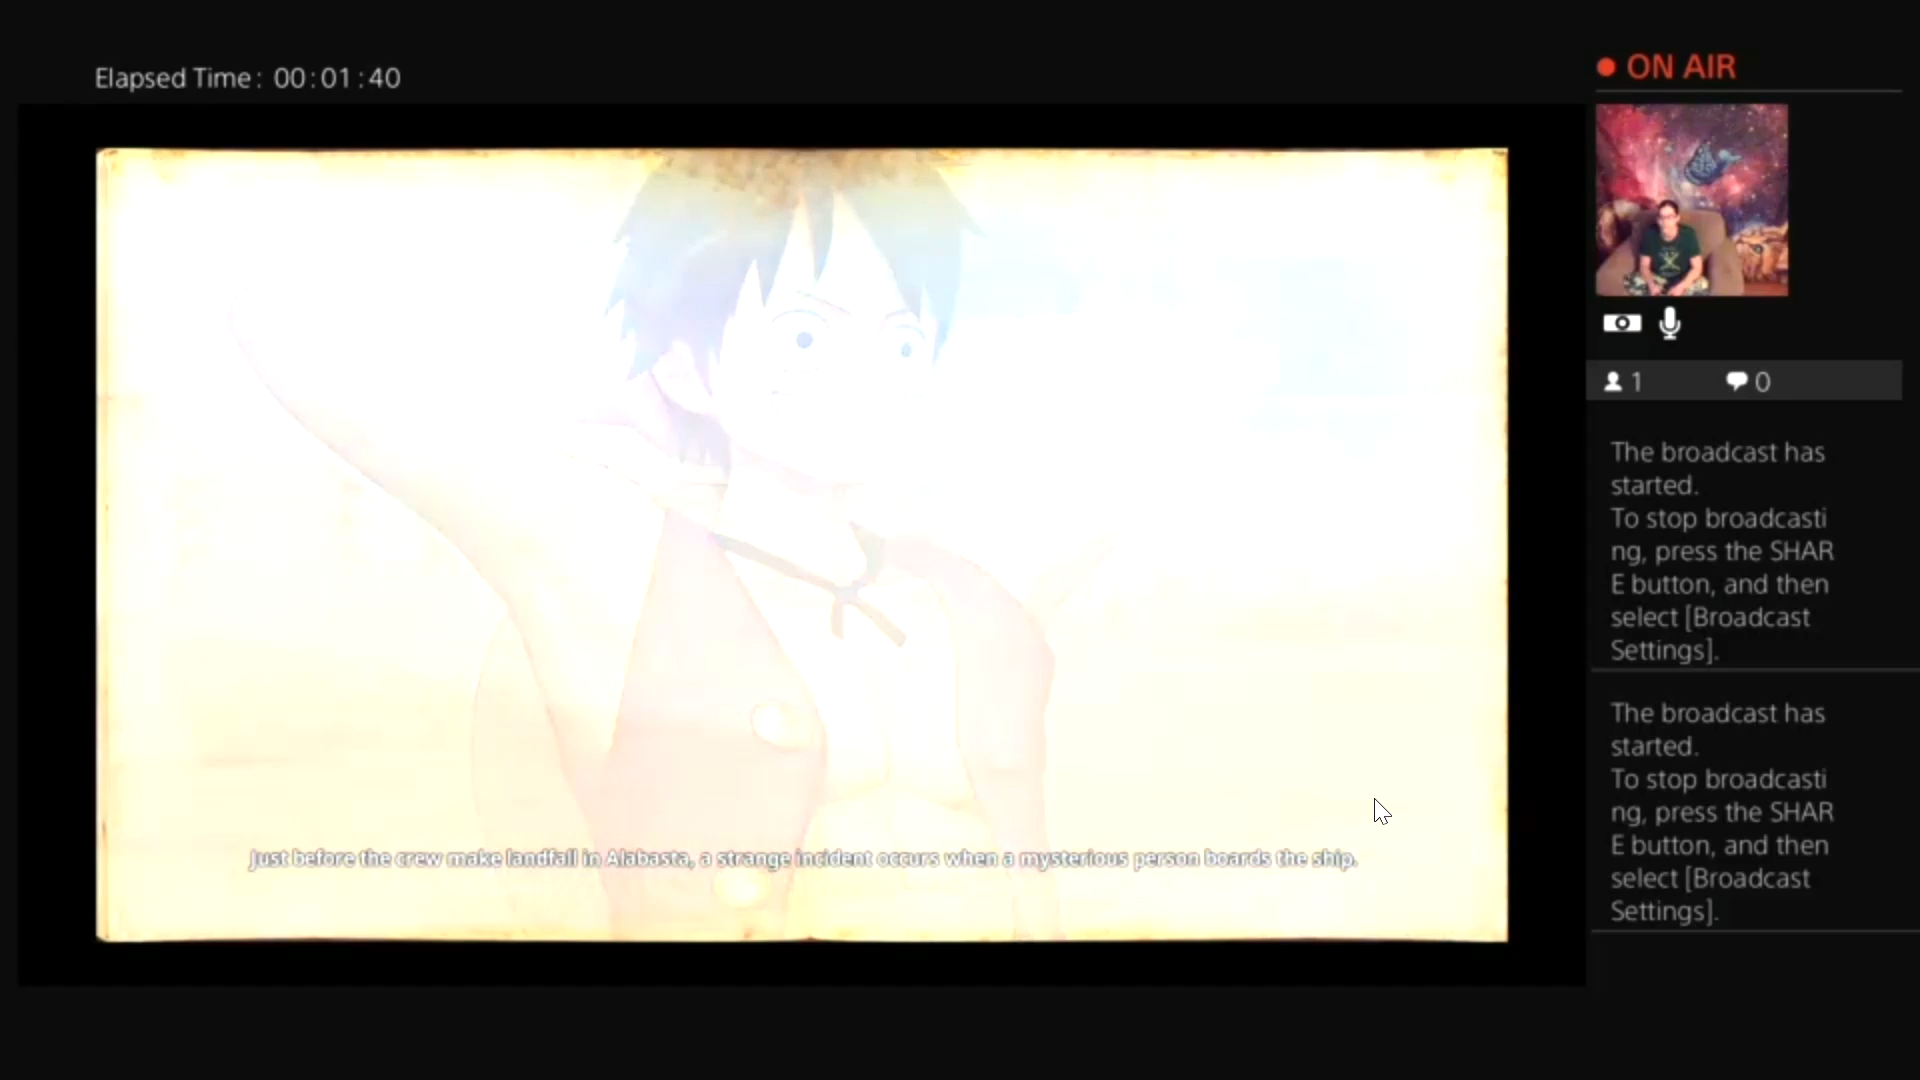 Elapsed Time: 00:01:40
ON AIR
1
0
The broadcast has
started.
To stop broadcasti
ng, press the SHAR
E button, and then
select [Broadcast
Settings].
The broadcast has
started.
To stop broadcasti
ng, press the SHAR
E button, and then
select [Broadcast
Settings].
Just before the crew make landfall in Alabasta, a strange incident occurs when a mysterious person boards the ship.